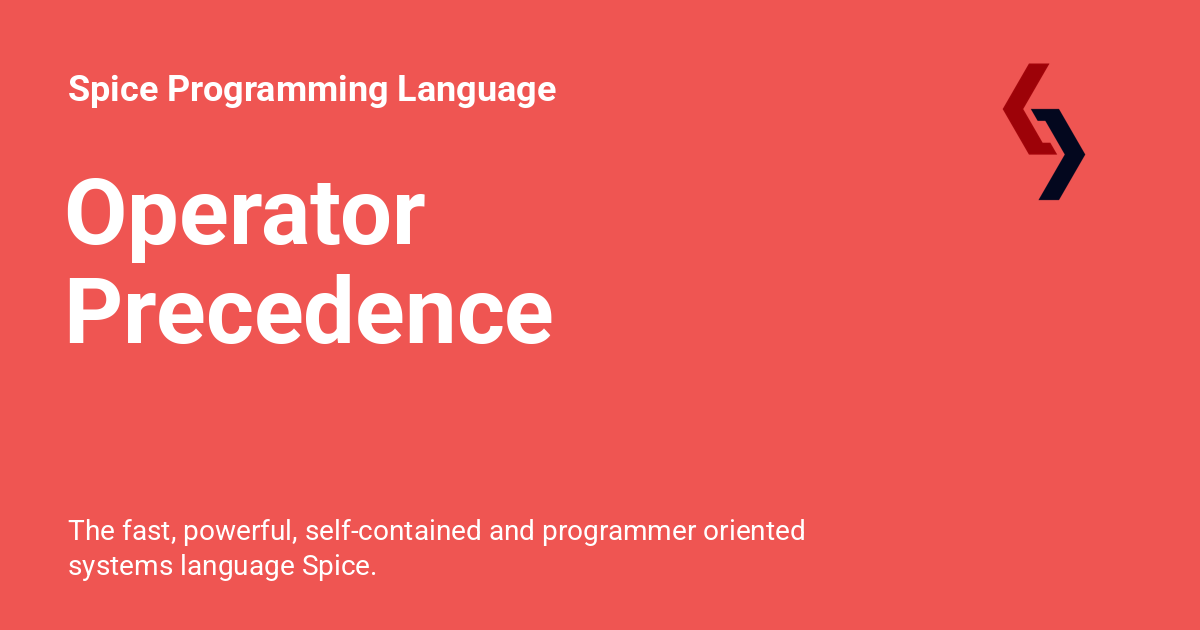 Spice Programming Language
Operator
Precedence
The fast, powerful, self-contained and programmer oriented
systems language Spice.